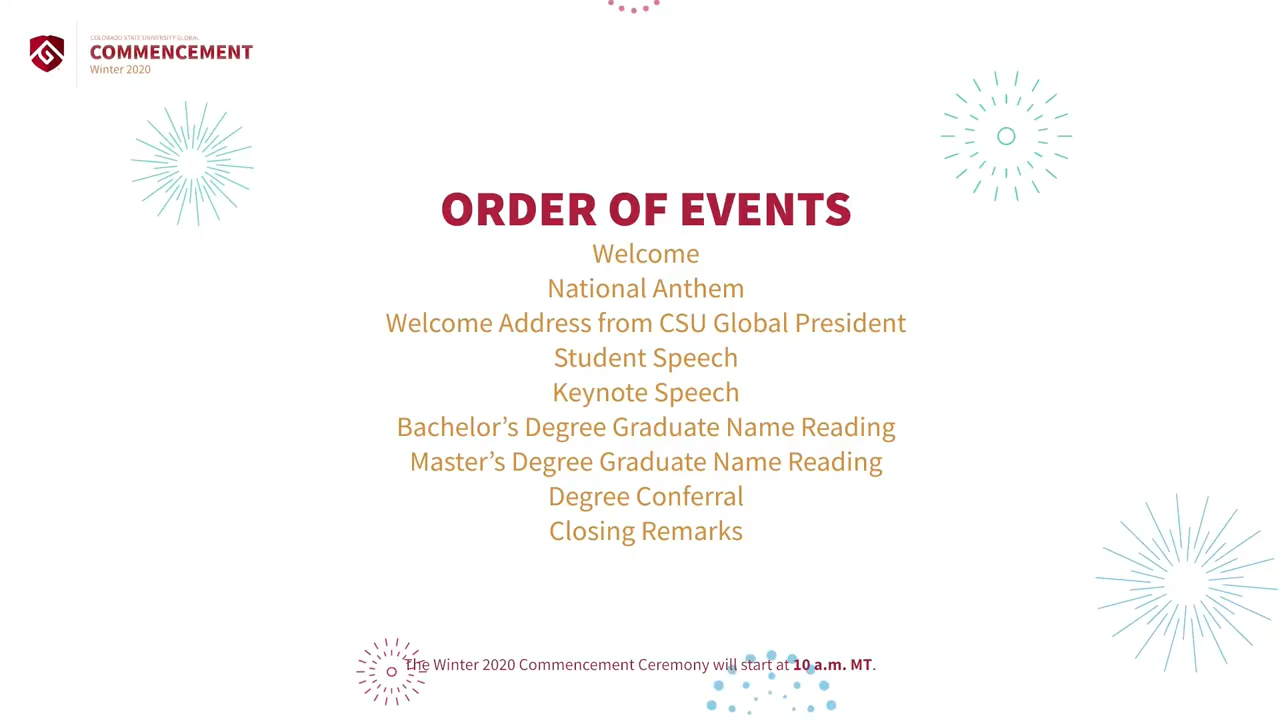 COLORADO STATE UNIVERSITY GLOBAL
COMMENCEMENT
Winter 2020
ORDER OF EVENTS
Welcome
National Anthem
Welcome Address from CSU Global President
Student Speech
Keynote Speech
Bachelor’s Degree Graduate Name Reading
Master’s Degree Graduate Name Reading
Degree Conferral
Closing Remarks
The Winter 2020 Commencement Ceremony will start at 10 a.m. MT.